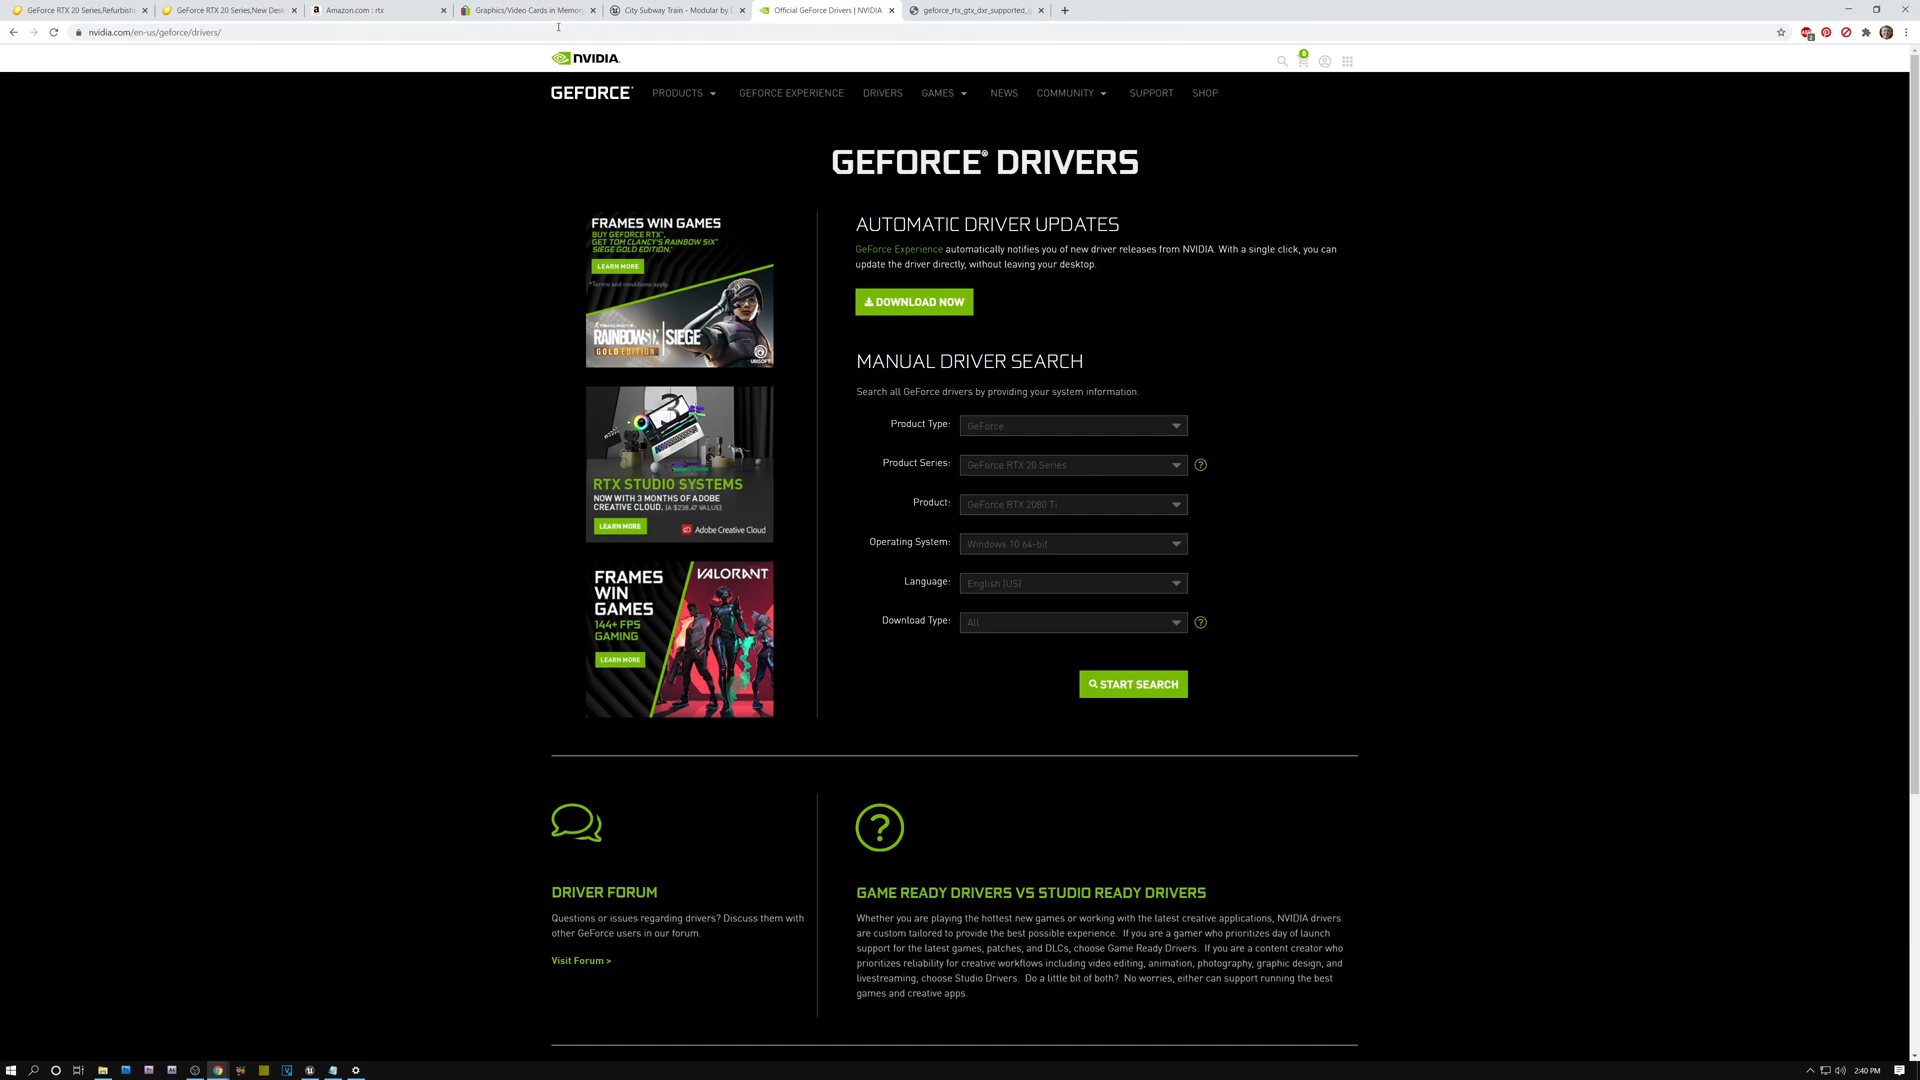 GeForce RTX 20 Series,Refurbishe
GeForce RTX 20 Series,New Desi
Amazon.com : rtx
Graphics/Video Cards in Memory
City Subway Train - Modular by D
Official GeForce Drivers | NVIDIA
geforce_rtx_gtx_dxr_supported_g
nvidia.com/en-us/geforce/drivers/
NVIDIA.
0
GEFORCE
PRODUCTS
GEFORCE EXPERIENCE
DRIVERS
GAMES
NEWS
COMMUNITY
SUPPORT
SHOP
GEFORCE® DRIVERS
FRAMES WIN GAMES
BUY GEFORCE RTX™,
GET TOM CLANCY'S RAINBOW SIX®
SIEGE GOLD EDITION.*
LEARN MORE
*Terms and conditions apply.
RAINBOW SIX | SIEGE
GOLD EDITION
UBISOFT
RTX STUDIO SYSTEMS
NOW WITH 3 MONTHS OF ADOBE
CREATIVE CLOUD. (A $238.47 VALUE)
LEARN MORE
Adobe Creative Cloud
FRAMES
WIN
GAMES
144+ FPS
GAMING
LEARN MORE
VALORANT
AUTOMATIC DRIVER UPDATES
GeForce Experience automatically notifies you of new driver releases from NVIDIA. With a single click, you can
update the driver directly, without leaving your desktop.
DOWNLOAD NOW
MANUAL DRIVER SEARCH
Search all GeForce drivers by providing your system information.
Product Type: GeForce
Product Series: GeForce RTX 20 Series ?
Product: GeForce RTX 2080 Ti
Operating System: Windows 10 64-bit
Language: English (US)
Download Type: All ?
START SEARCH
DRIVER FORUM
Questions or issues regarding drivers? Discuss them with
other GeForce users in our forum.
Visit Forum >
?
GAME READY DRIVERS VS STUDIO READY DRIVERS
Whether you are playing the hottest new games or working with the latest creative applications, NVIDIA drivers
are custom tailored to provide the best possible experience. If you are a gamer who prioritizes day of launch
support for the latest games, patches, and DLCs, choose Game Ready Drivers. If you are a content creator who
prioritizes reliability for creative workflows including video editing, animation, photography, graphic design, and
livestreaming, choose Studio Drivers. Do a little bit of both? No worries, either can support running the best
games and creative apps.
2:40 PM